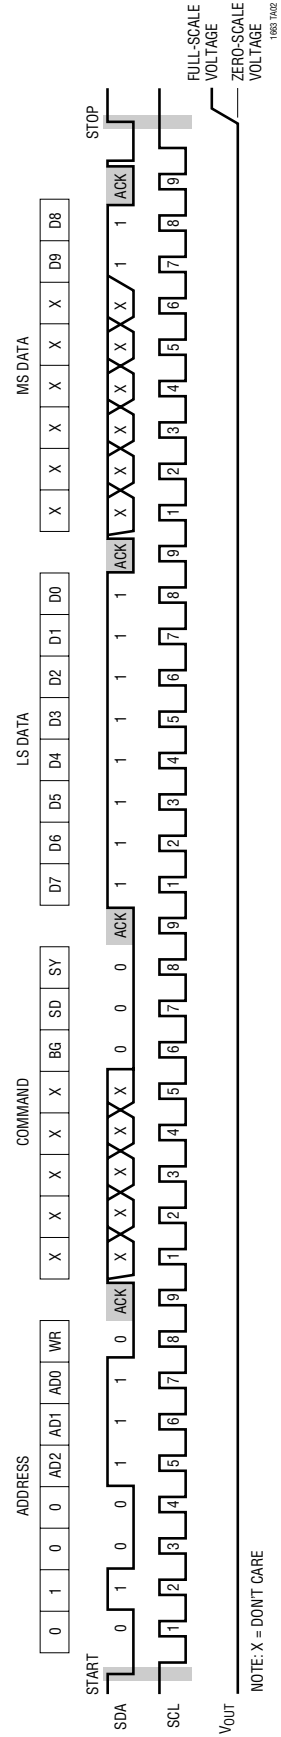 ADDRESS COMMAND LS DATA MS DATA
0 1 0 0 AD2 AD1 AD0 WR X X X X X BG SD SY D7 D6 D5 D4 D3 D2 D1 D0 X X X X X X D9 D8
START STOP
SDA 0 1 0 0 1 1 1 0 ACK X X X X X 0 0 0 ACK 1 1 1 1 1 1 1 1 ACK X X X X X X 1 1 ACK
SCL 1 2 3 4 5 6 7 8 9 1 2 3 4 5 6 7 8 9 1 2 3 4 5 6 7 8 9 1 2 3 4 5 6 7 8 9
FULL-SCALE
VOLTAGE
VOUT
ZERO-SCALE
VOLTAGE
NOTE: X = DON'T CARE
1663 TA02